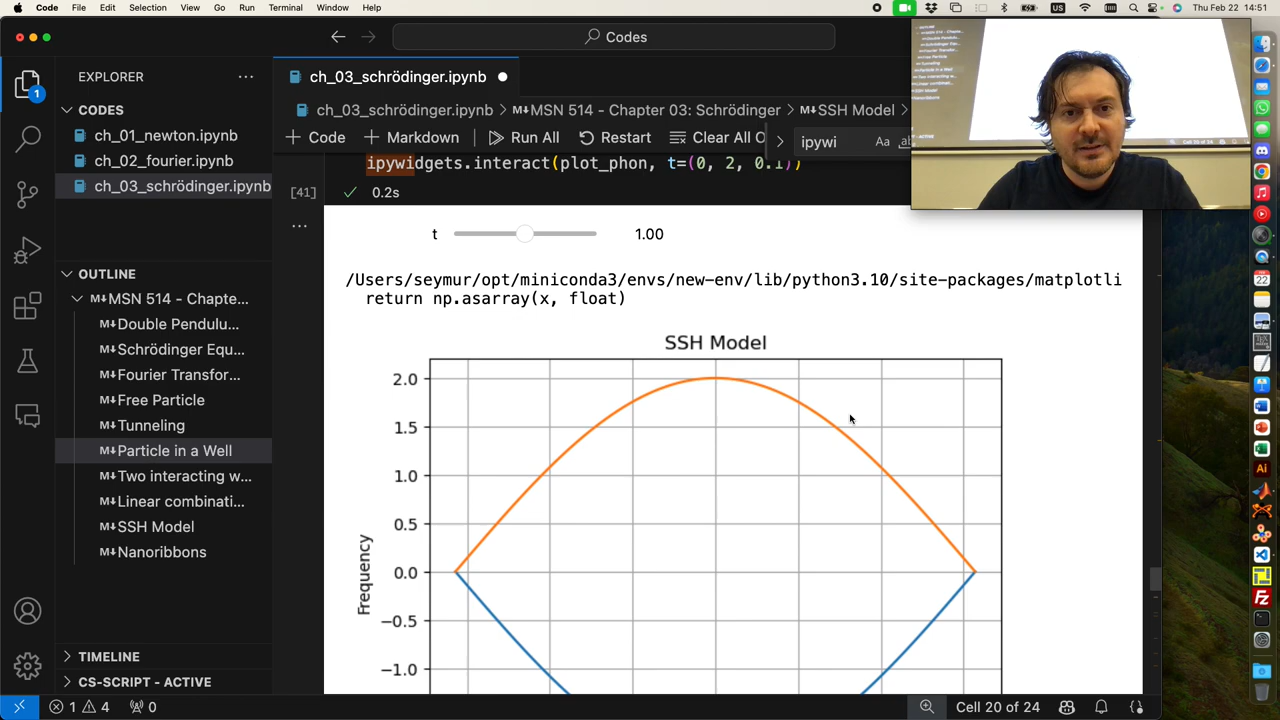 Code File Edit Selection View Go Run Terminal Window Help US Thu Feb 22 14:51
Codes
EXPLORER
CODES
ch_01_newton.ipynb
ch_02_fourier.ipynb
ch_03_schrödinger.ipynb
1
OUTLINE
MSN 514 - Chapte...
Double Pendulu...
Schrödinger Equ...
Fourier Transfor...
Free Particle
Tunneling
Particle in a Well
Two interacting w...
Linear combinati...
SSH Model
Nanoribbons
TIMELINE
CS-SCRIPT - ACTIVE
ch_03_schrödinger.ipynb
ch_03_schrödinger.ipynb > MSN 514 - Chapter 03: Schrödinger > SSH Model >
Code Markdown Run All Restart Clear All O ipywi Aa ab
ipywidgets.interact(plot_phon, t=(0, 2, 0.1))
[41] 0.2s
t 1.00
/Users/seymur/opt/miniconda3/envs/new-env/lib/python3.10/site-packages/matplotli
return np.asarray(x, float)
SSH Model
2.0
1.5
1.0
0.5
0.0
−0.5
−1.0
Frequency
1 4 0 Cell 20 of 24